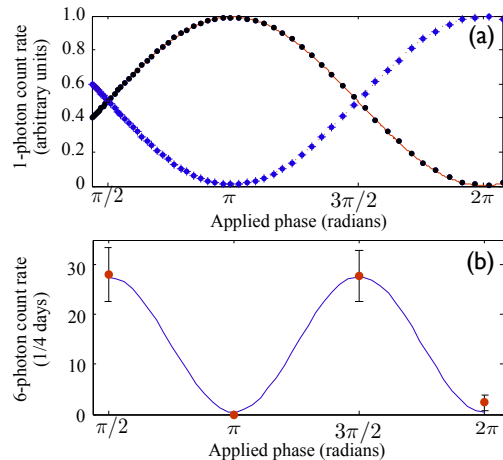 (a)
1-photon count rate
(arbitrary units)
1.0
0.8
0.6
0.4
0.2
0
π/2 π 3π/2 2π
Applied phase (radians)
(b)
6-photon count rate
(1/4 days)
30
20
10
0
π/2 π 3π/2 2π
Applied phase (radians)